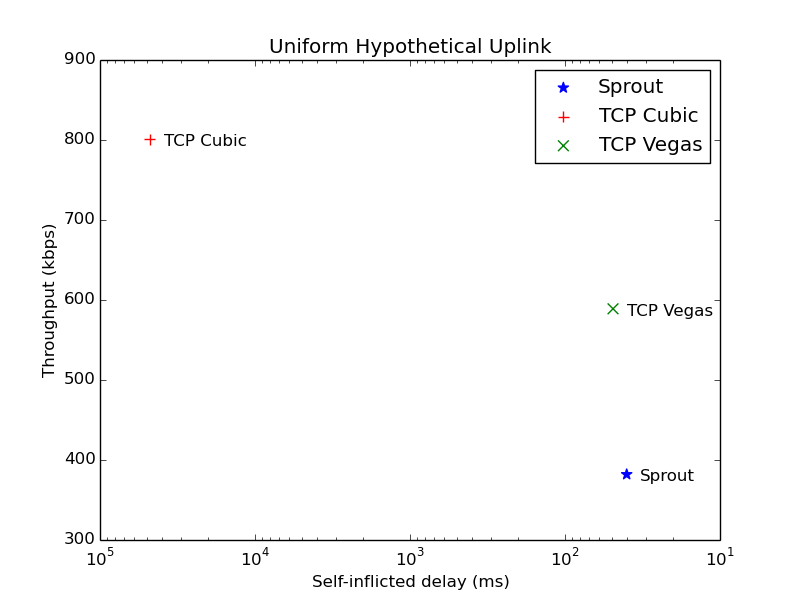 Uniform Hypothetical Uplink
900
800
700
600
500
400
300
Throughput (kbps)
Sprout
TCP Cubic
TCP Vegas
TCP Cubic
TCP Vegas
Sprout
10⁵ 10⁴ 10³ 10² 10¹
Self-inflicted delay (ms)